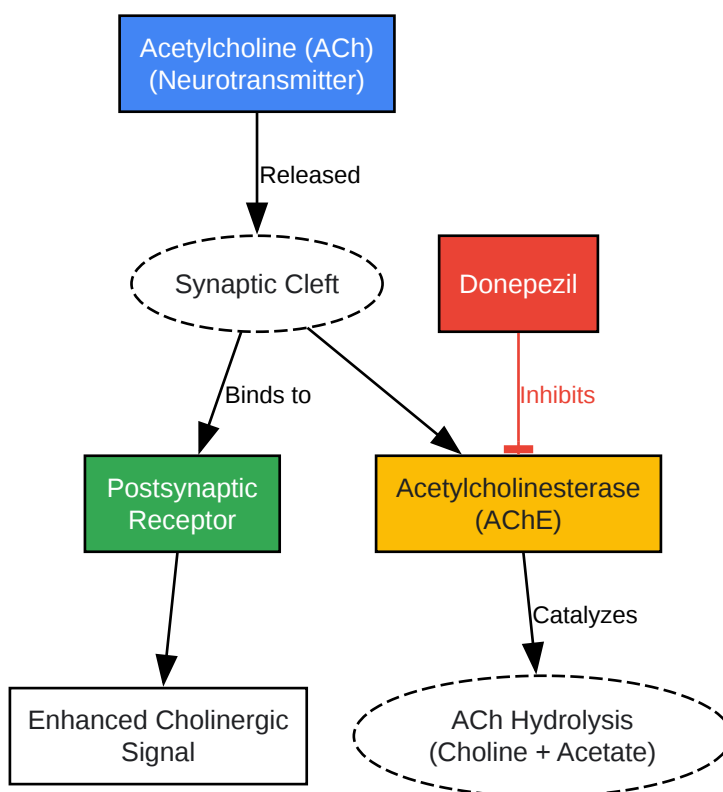 Acetylcholine (ACh)
(Neurotransmitter)
Released
Synaptic Cleft
Donepezil
Binds to
Inhibits
Postsynaptic
Receptor
Acetylcholinesterase
(AChE)
Catalyzes
Enhanced Cholinergic
Signal
ACh Hydrolysis
(Choline + Acetate)